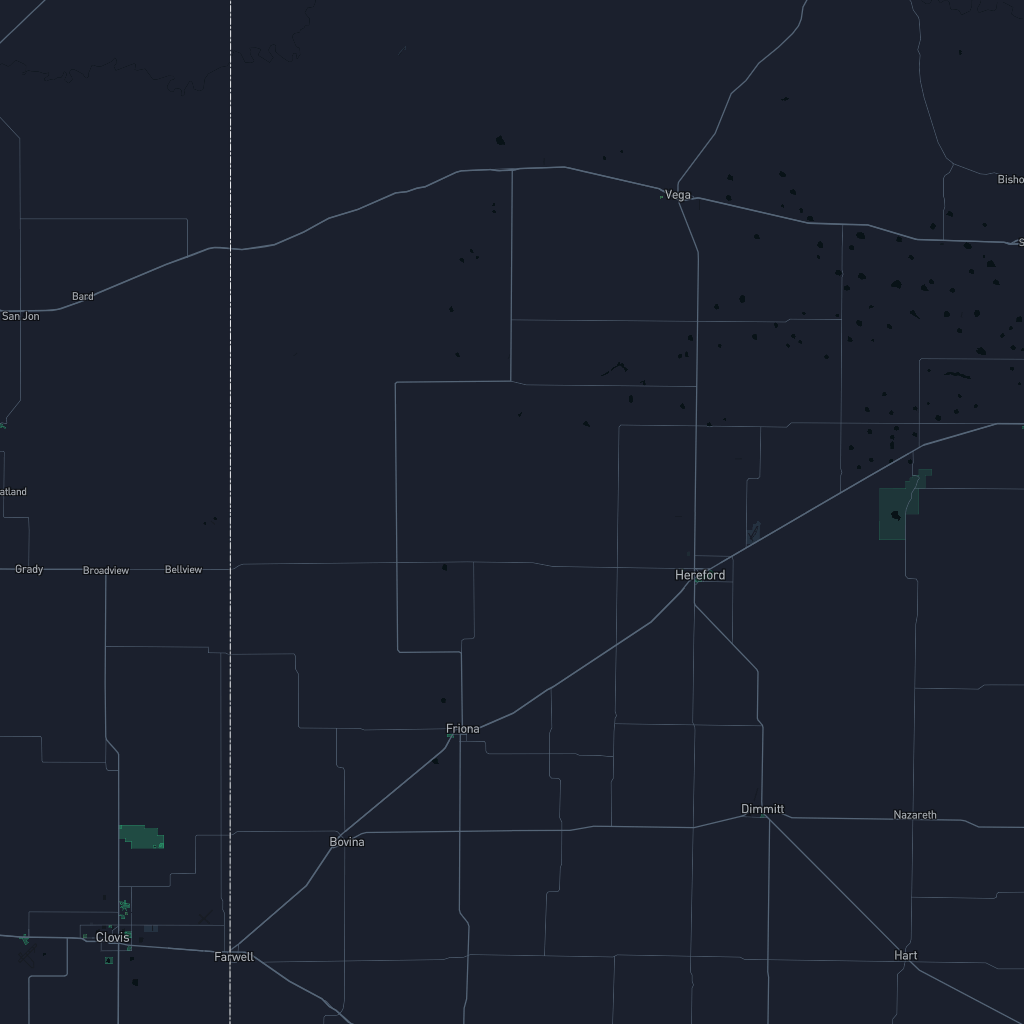 Vega
Bisho
S
Bard
San Jon
atland
Grady
Broadview
Bellview
Hereford
Friona
Dimmitt
Nazareth
Bovina
Clovis
Farwell
Hart